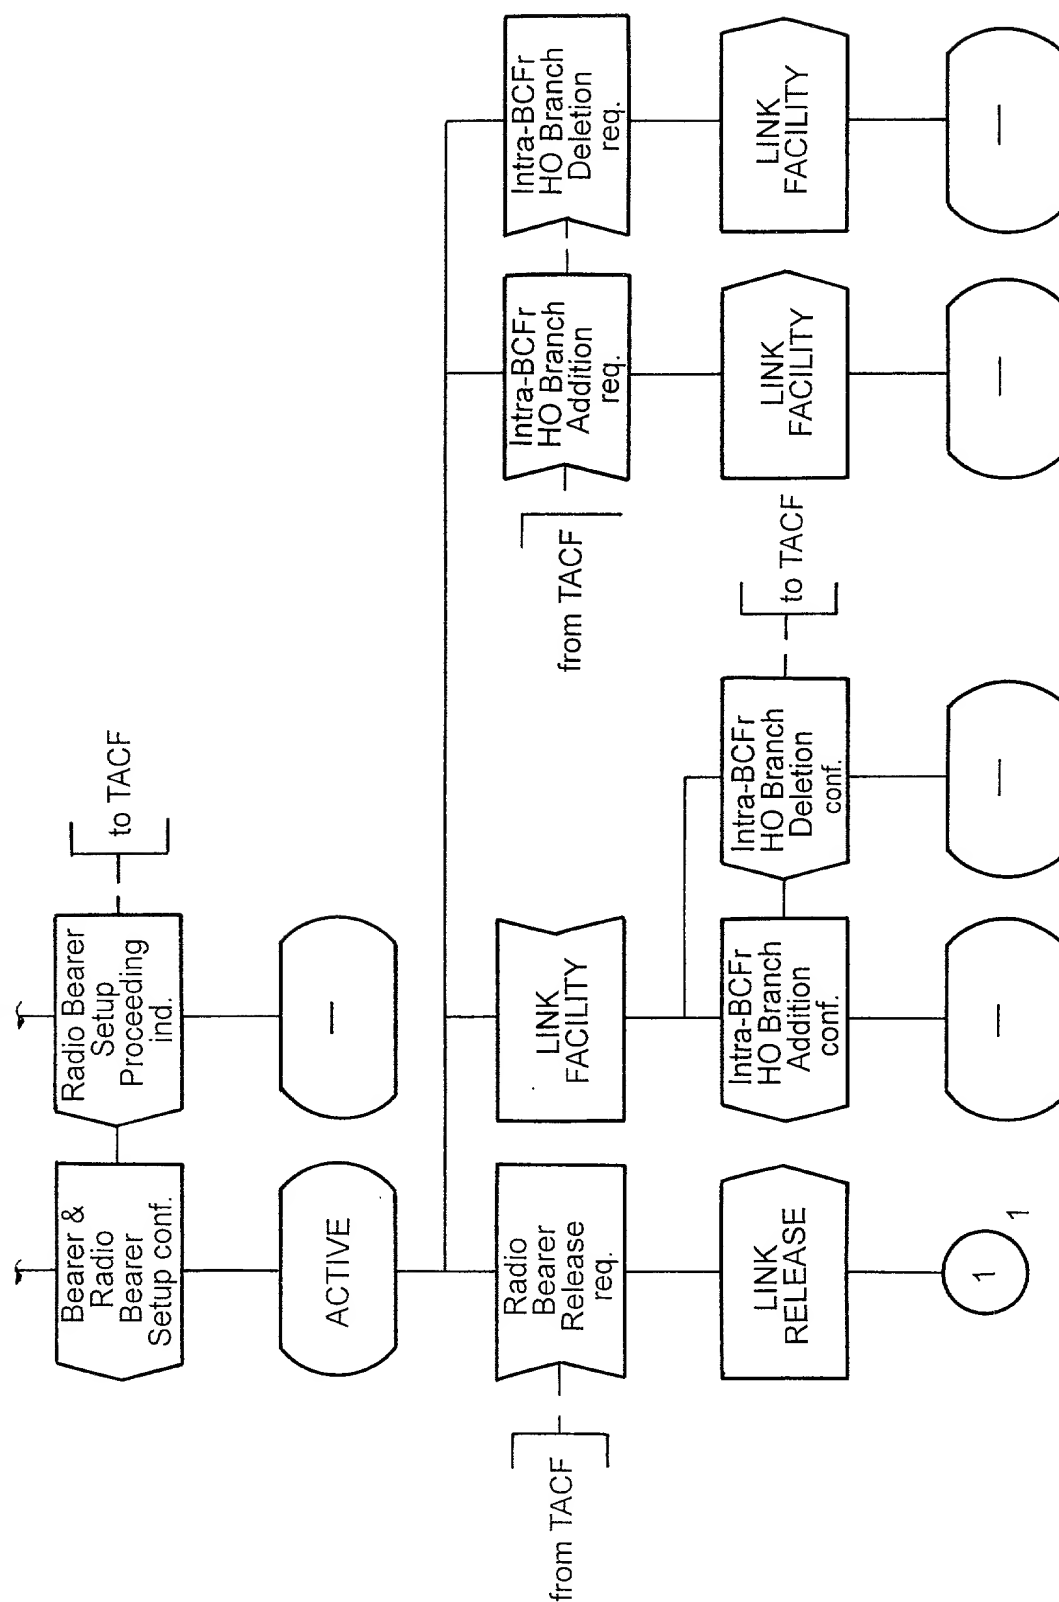 Bearer &
Radio
Bearer
Setup conf.
Radio Bearer
Setup
Proceeding
ind.
to TACF
ACTIVE
—
from TACF
Radio
Bearer
Release
req.
LINK
FACILITY
from TACF
Intra-BCFr
HO Branch
Addition
req.
Intra-BCFr
HO Branch
Deletion
req.
LINK
RELEASE
Intra-BCFr
HO Branch
Addition
conf.
Intra-BCFr
HO Branch
Deletion
conf.
to TACF
LINK
FACILITY
LINK
FACILITY
1
1
—
—
—
—